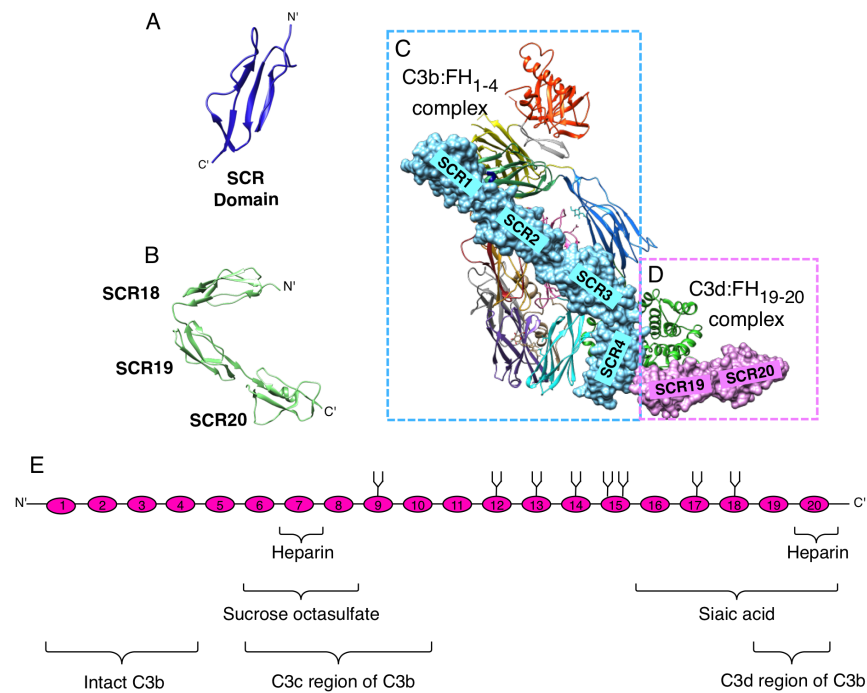 A
N'
C'
SCR
Domain
B
SCR18
N'
SCR19
SCR20
C'
C
C3b:FH1-4
complex
SCR1
SCR2
SCR3
SCR4
D
C3d:FH19-20
complex
SCR19
SCR20
E
N' 1 2 3 4 5 6 7 8 9 10 11 12 13 14 15 16 17 18 19 20 C'
Heparin Heparin
Sucrose octasulfate Siaic acid
Intact C3b C3c region of C3b C3d region of C3b